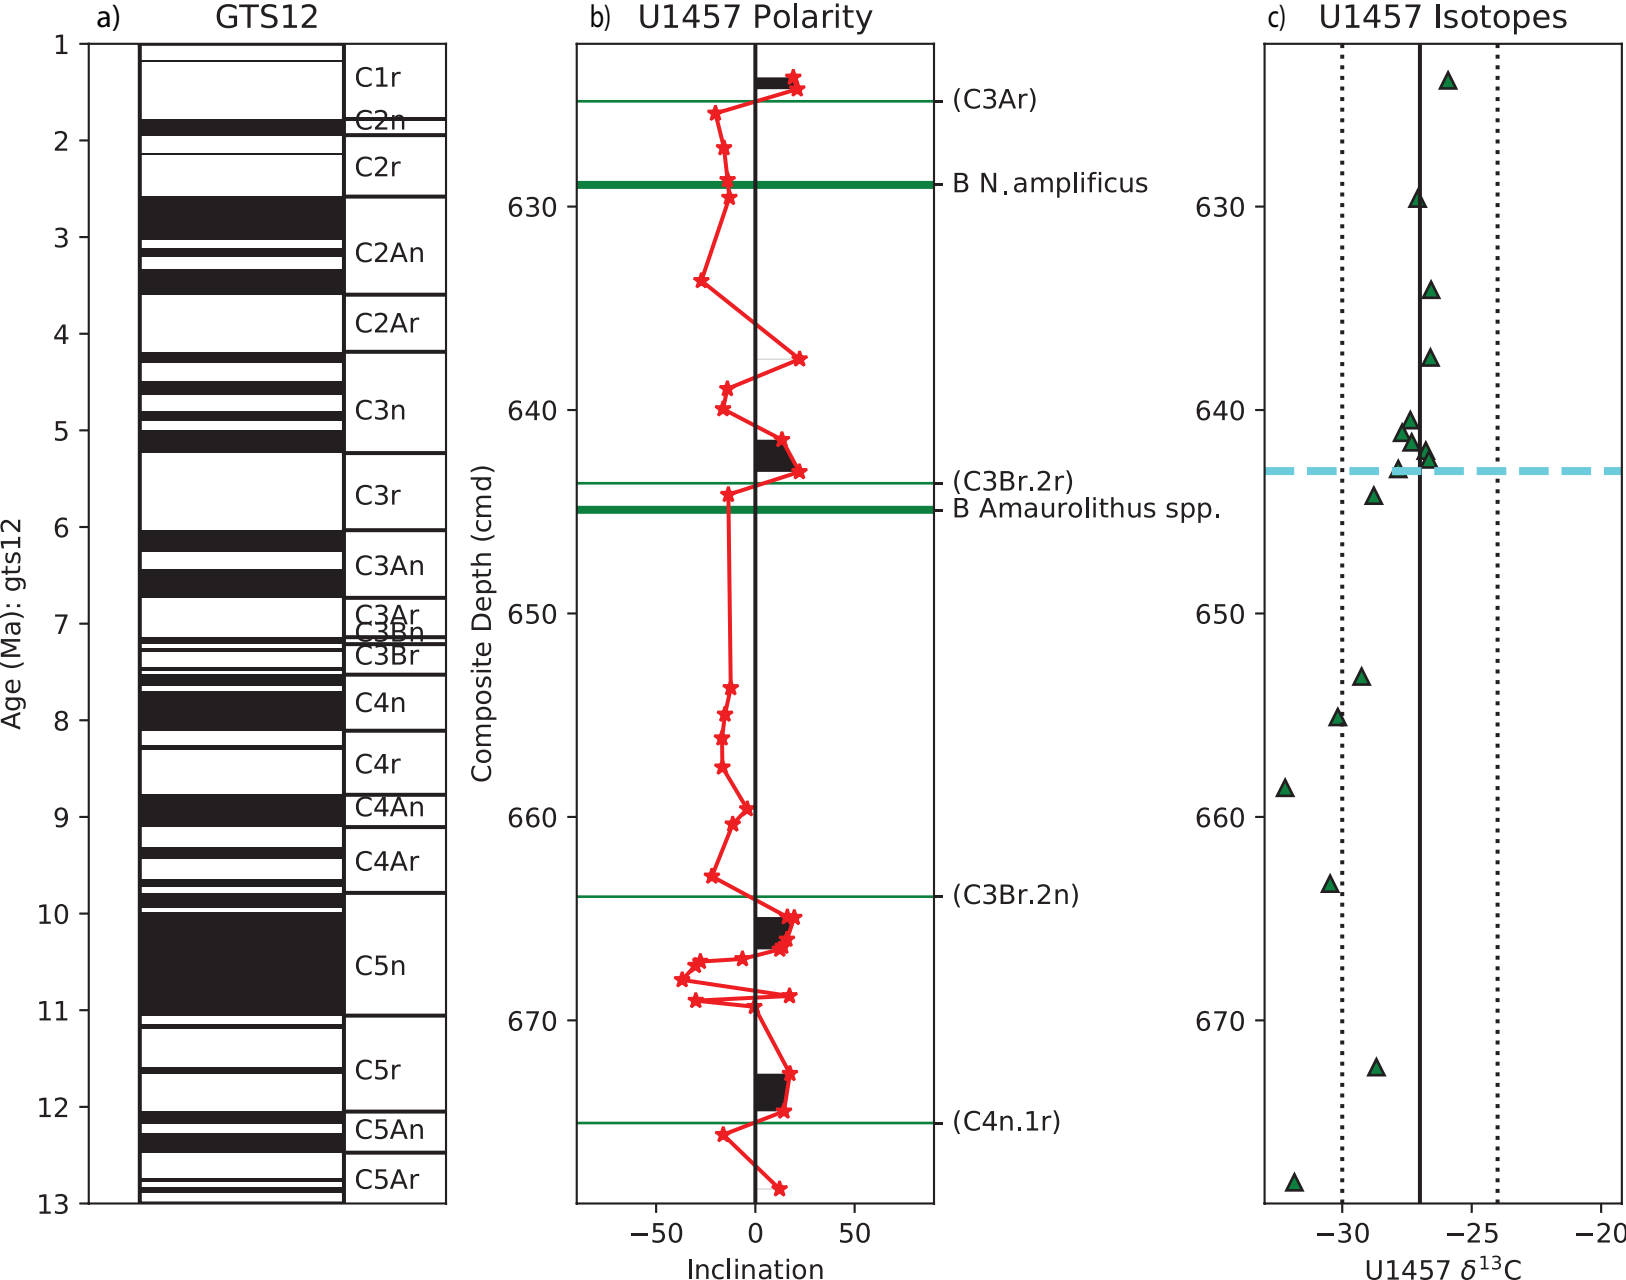 a) GTS12
1
2
3
4
5
6
7
8
9
10
11
12
13
Age (Ma): gts12
C1r
C2n
C2r
C2An
C2Ar
C3n
C3r
C3An
C3Ar
C3Bn
C3Br
C4n
C4r
C4An
C4Ar
C5n
C5r
C5An
C5Ar
b) U1457 Polarity
630
640
650
660
670
Composite Depth (cmd)
(C3Ar)
B N. amplificus
(C3Br.2r)
B Amaurolithus spp.
(C3Br.2n)
(C4n.1r)
−50 0 50
Inclination
c) U1457 Isotopes
630
640
650
660
670
−30 −25 −20
U1457 δ¹³C